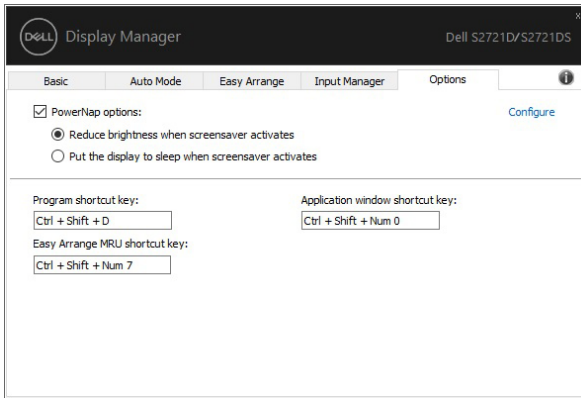 DELL Display Manager Dell S2721D/S2721DS
Basic Auto Mode Easy Arrange Input Manager Options
PowerNap options: Configure
Reduce brightness when screensaver activates
Put the display to sleep when screensaver activates
Program shortcut key: Application window shortcut key:
Ctrl + Shift + D Ctrl + Shift + Num 0
Easy Arrange MRU shortcut key:
Ctrl + Shift + Num 7